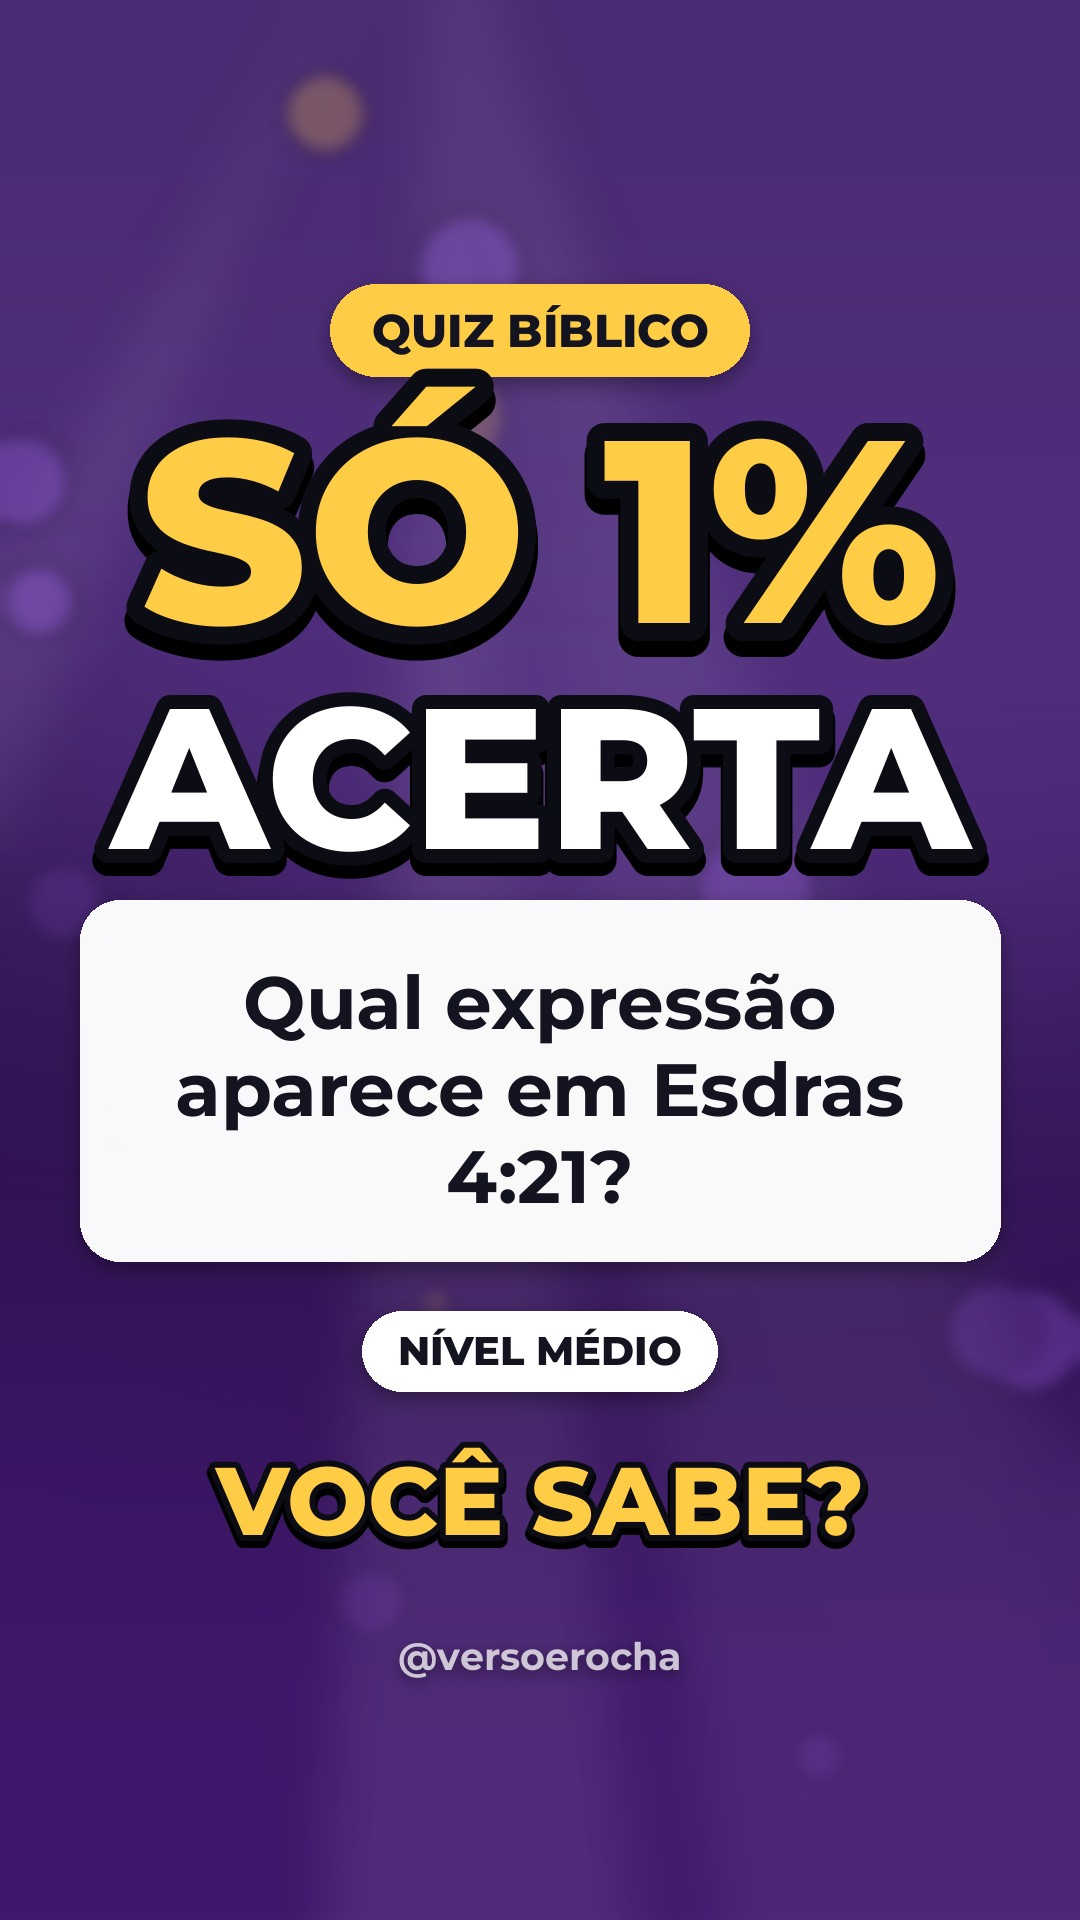 QUIZ BÍBLICO
SÓ 1%
ACERTA
Qual expressão
aparece em Esdras
4:21?
NÍVEL MÉDIO
VOCÊ SABE?
@versoerocha